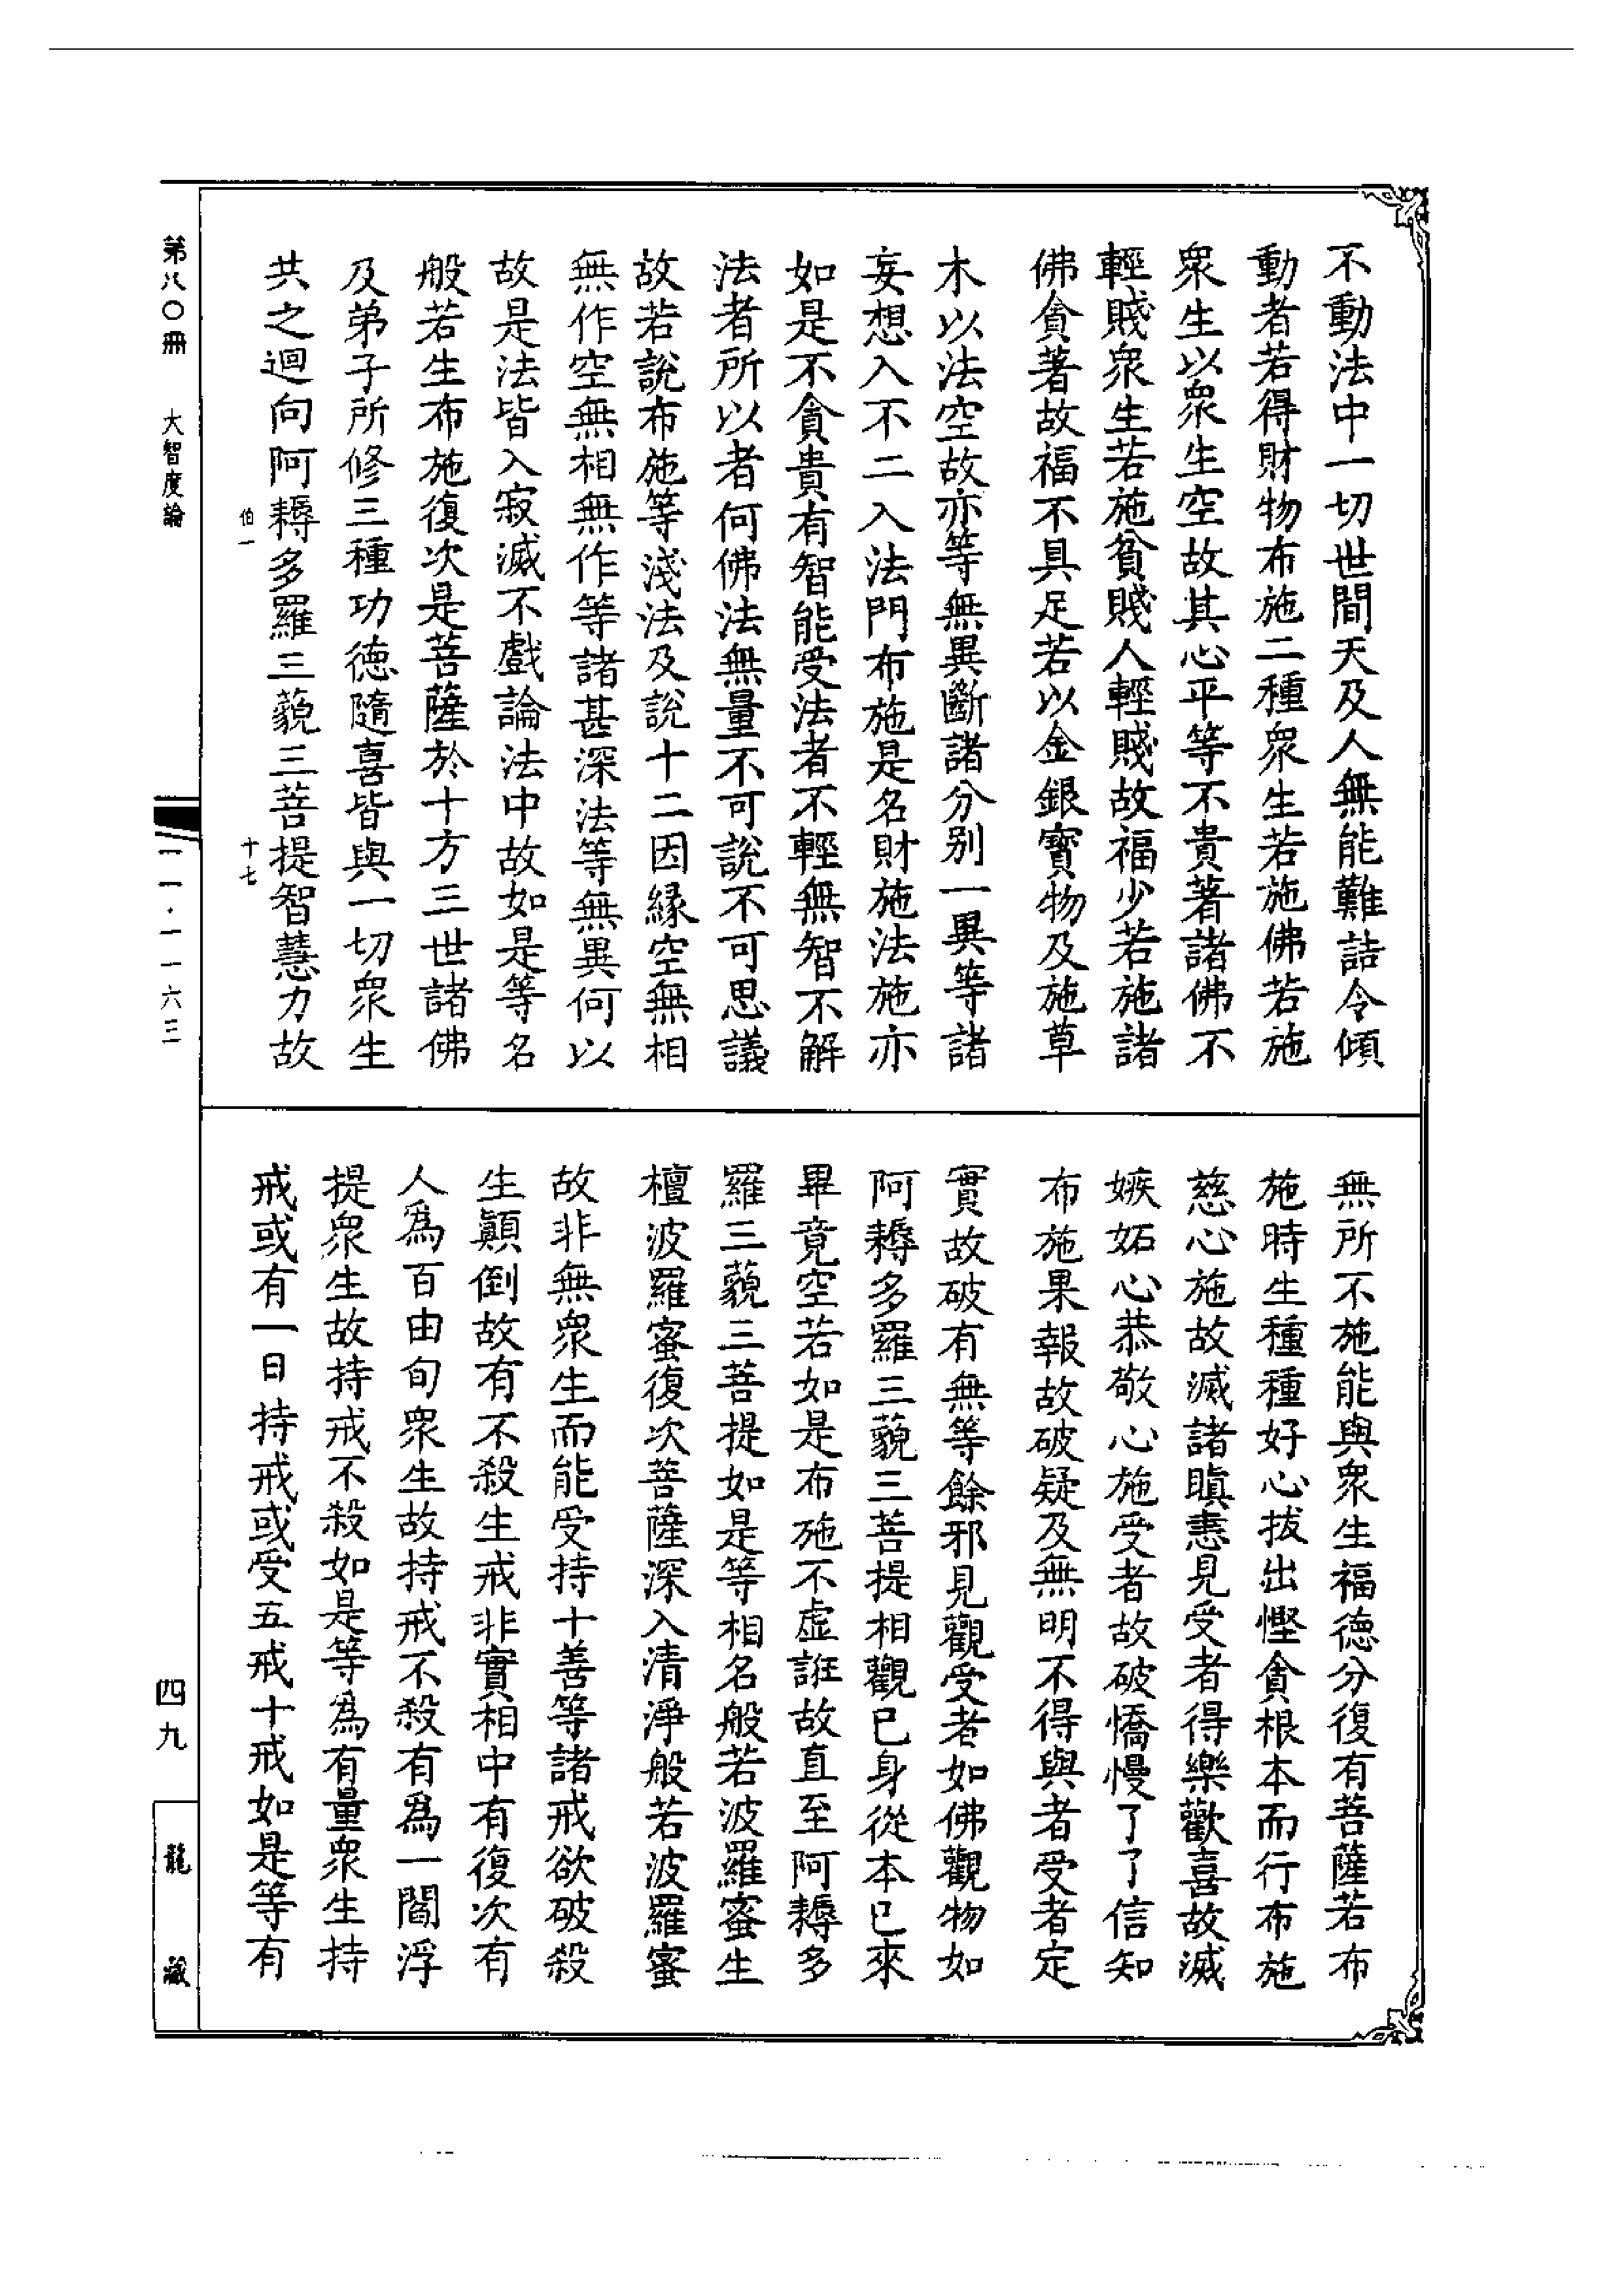 不動法中一切世間天及人無能難詰令傾
動者若得財物布施二種衆生若施佛若施
衆生以衆生空故其心平等不貴著諸佛不
輕賤衆生若施貧賤人輕賤故福少若施諸
佛貪著故福不具足若以金銀寶物及施草
木以法空故亦等無異斷諸分别一異等諸
妄想入不二入法門布施是名財施法施亦
如是不貪貴有智能受法者不輕無智不解
法者所以者何佛法無量不可說不可思議
故若說布施等淺法及說十二因縁空無相
無作空無相無作等諸甚深法等無異何以
故是法皆入寂滅不戲論法中故如是等名
般若生布施復次是菩薩於十方三世諸佛
及弟子所修三種功徳隨喜皆與一切衆生
共之迴向阿耨多羅三藐三菩提智慧力故
伯一
十七
無所不施能與衆生福徳分復有菩薩若布
施時生種種好心拔出慳貪根本而行布施
慈心施故滅諸瞋恚見受者得樂歡喜故滅
嫉妬心恭敬心施受者故破憍慢了了信知
布施果報故破疑及無明不得與者受者定
實故破有無等餘邪見觀受者如佛觀物如
阿耨多羅三藐三菩提相觀已身從本已來
畢竟空若如是布施不虛誑故直至阿耨多
羅三藐三菩提如是等相名般若波羅蜜生
檀波羅蜜復次菩薩深入清淨般若波羅蜜
故非無衆生而能受持十善等諸戒欲破殺
生顛倒故有不殺生戒非實相中有復次有
人爲百由旬衆生故持戒不殺有爲一閻浮
提衆生故持戒不殺如是等爲有量衆生持
戒或有一日持戒或受五戒十戒如是等有
第八〇冊
大智度論
一一·一一六三
四九
龍藏